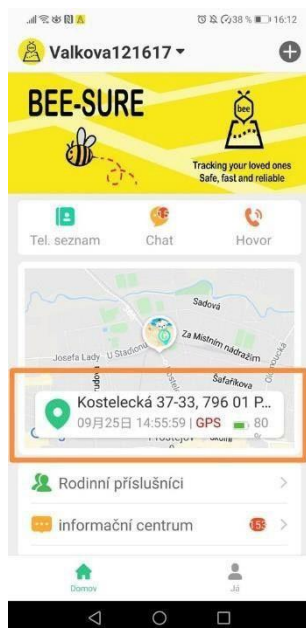 38 % 16:12
Valkova121617
BEE-SURE
bee
Tracking your loved ones
Safe, fast and reliable
Tel. seznam
Chat
Hovor
Sadová
Za Místním nádražím
Josefa Lady
U Stadionu
Šafaříkova
Olomoucká
Kostelecká 37-33, 796 01 P...
09月25日 14:55:59 | GPS 80
Rodinní příslušníci
informační centrum
153
Domov
Já